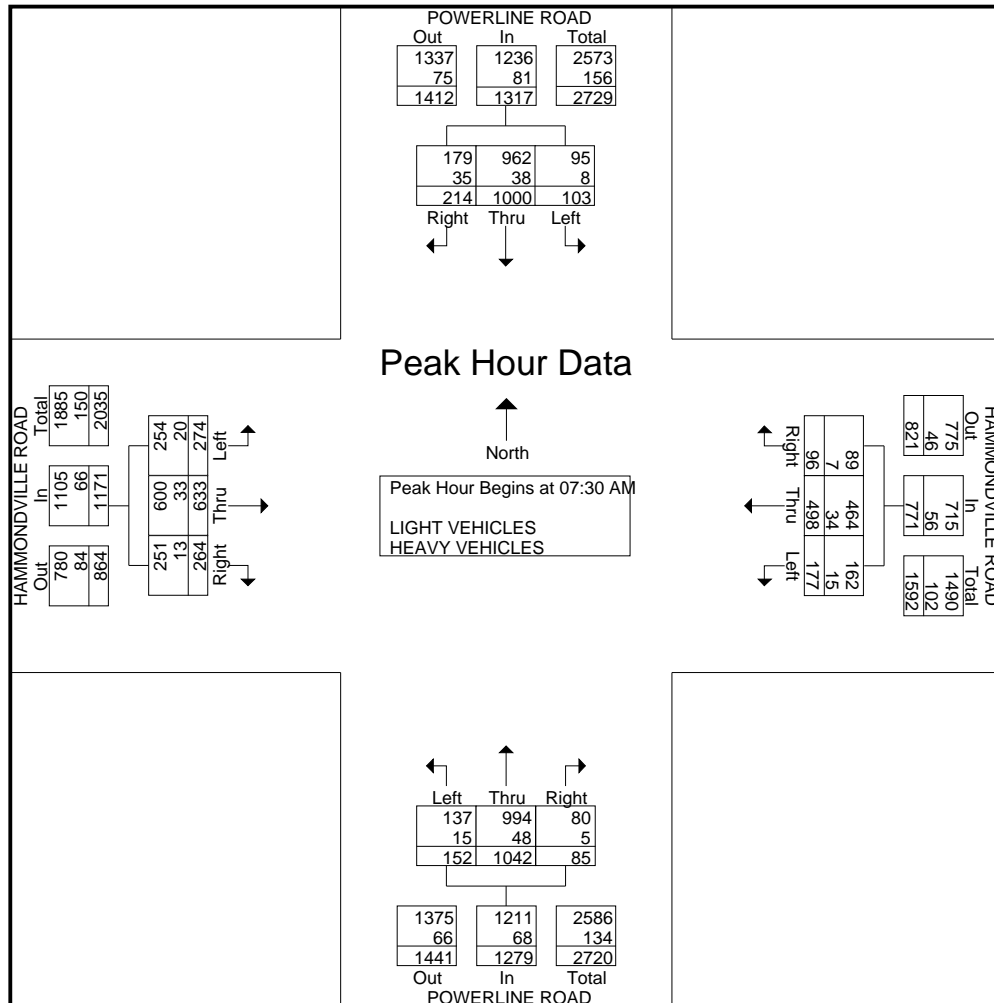 POWERLINE ROAD
Out In Total
1337 1236 2573
75 81 156
1412 1317 2729
179 962 95
35 38 8
214 1000 103
Right Thru Left
Peak Hour Data
North
Peak Hour Begins at 07:30 AM
LIGHT VEHICLES
HEAVY VEHICLES
HAMMONDVILLE ROAD
Out In Total
780 1105 1885
84 66 150
864 1171 2035
251 600 254
13 33 20
264 633 274
Right Thru Left
HAMMONDVILLE ROAD
Out In Total
775 715 1490
46 56 102
821 771 1592
89 464 162
7 34 15
96 498 177
Right Thru Left
Left Thru Right
137 994 80
15 48 5
152 1042 85
1375 1211 2586
66 68 134
1441 1279 2720
Out In Total
POWERLINE ROAD